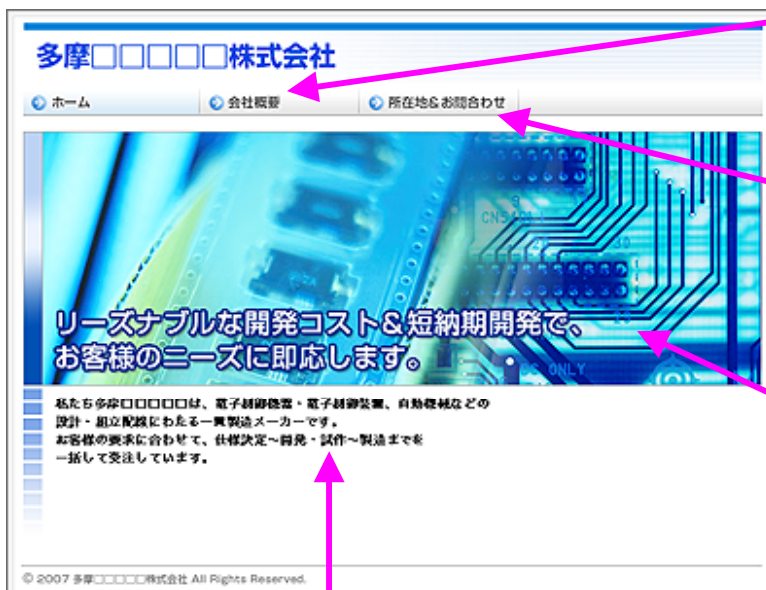 多摩□□□□□株式会社
ホーム 会社概要 所在地&お問合わせ
CN5(OL)
30
リーズナブルな開発コスト&短納期開発で、
お客様のニーズに即応します。
DS ONLY
私たち多摩□□□□□は、電子制御機器・電子制御装置、自動機械などの
設計・組立配線にわたる一貫製造メーカーです。
お客様の要求に合わせて、仕様決定～開発・試作～製造までを
一括して受注しています。
© 2007 多摩□□□□□株式会社 All Rights Reserved.